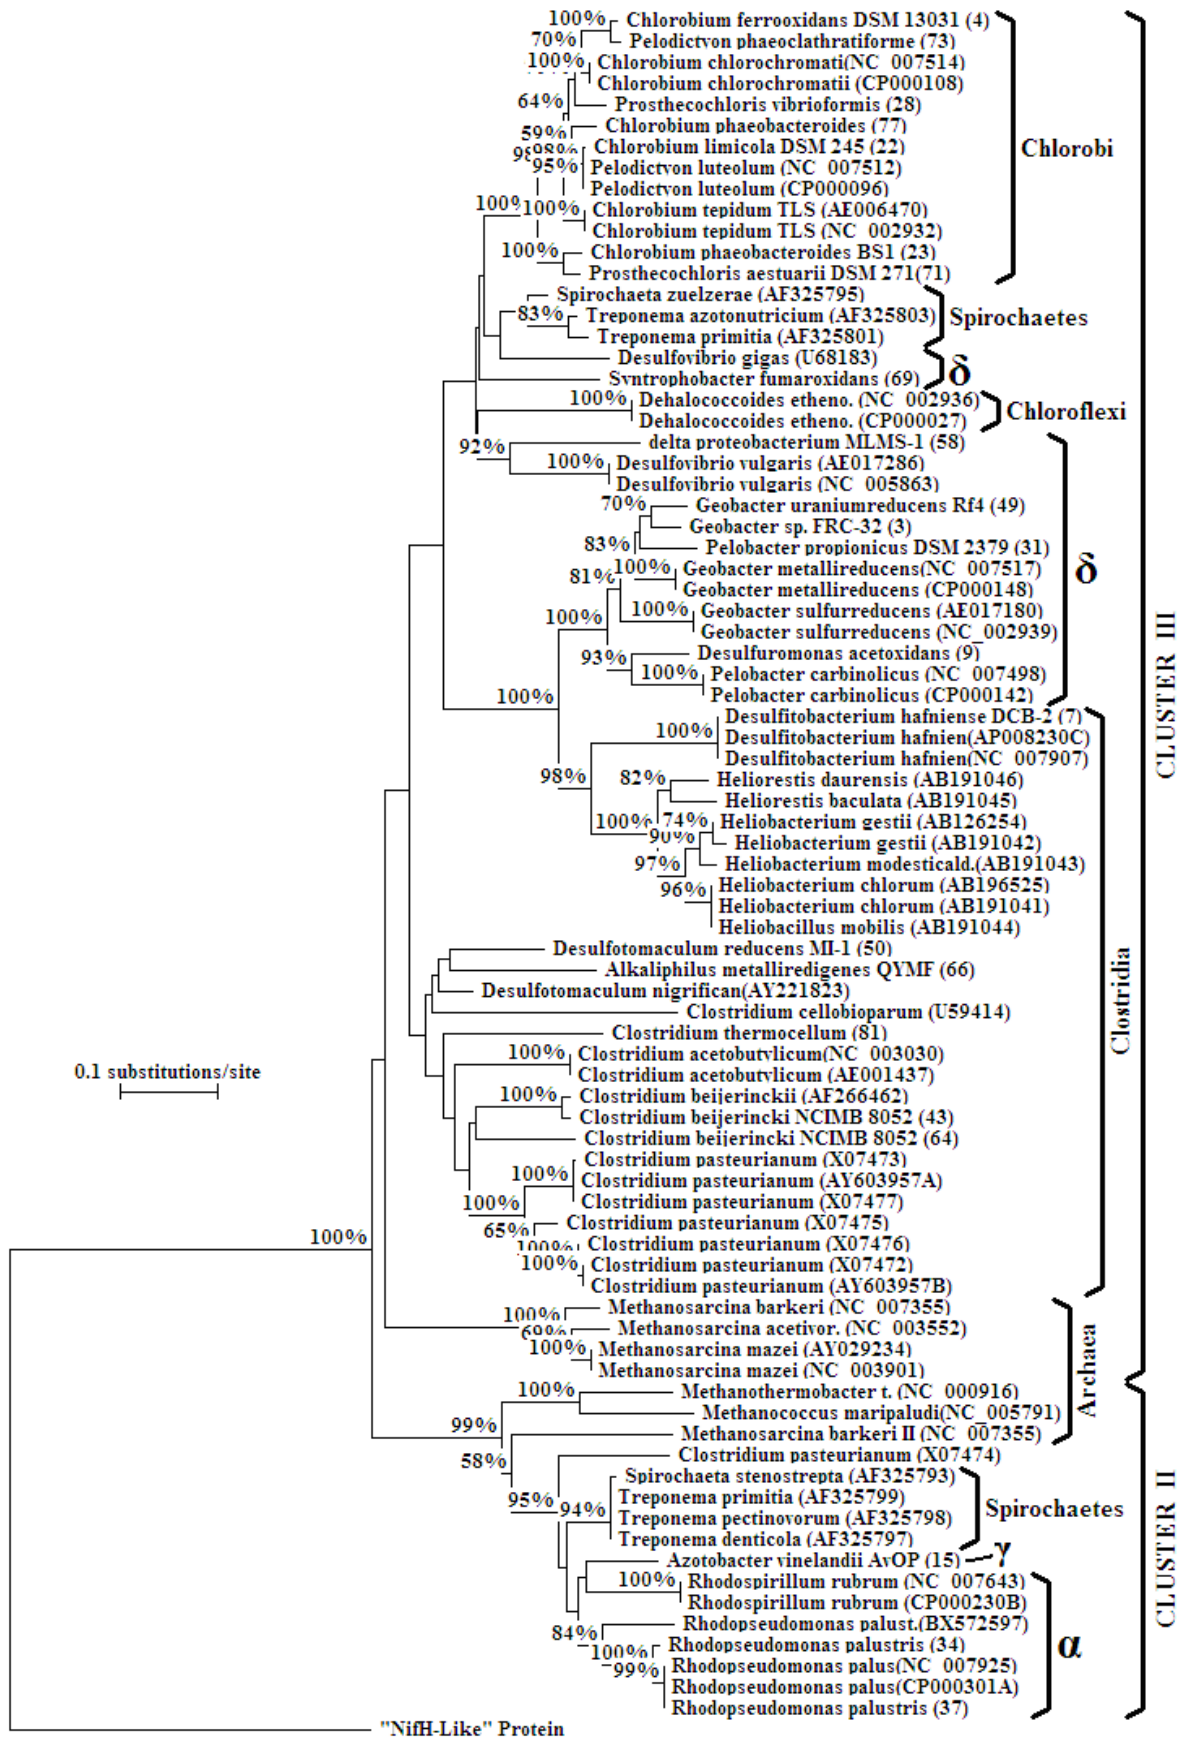 100% Chlorobium ferrooxidans DSM 13031 (4)
70% Pelodictvon phaeoclathratiforme (73)
100% Chlorobium chlorochromati(NC 007514)
Chlorobium chlorochromatii (CP000108)
64% Prosthecochloris vibrioformis (28)
59% Chlorobium phaeobacteroides (77)
98% Chlorobium limicola DSM 245 (22)
Chlorobi
95% Pelodictvon luteolum (NC 007512)
Pelodictvon luteolum (CP000096)
100% 100% Chlorobium tepidum TLS (AE006470)
Chlorobium tepidum TLS (NC 002932)
100% Chlorobium phaeobacteroides BS1 (23)
Prosthecochloris aestuarii DSM 271(71)
Spirochaeta zuelzerae (AF325795)
83% Treponema azotonutricium (AF325803)
Spirochaetes
Treponema primitia (AF325801)
Desulfovibrio gigas (U68183)
δ
Svntrophobacter fumaroxidans (69)
100% Dehalococcoides etheno. (NC 002936)
Chloroflexi
Dehalococcoides etheno. (CP000027)
92% delta proteobacterium MLMS-1 (58)
100% Desulfovibrio vulgaris (AE017286)
Desulfovibrio vulgaris (NC 005863)
70% Geobacter uraniumreducens Rf4 (49)
Geobacter sp. FRC-32 (3)
83% Pelobacter propionicus DSM 2379 (31)
81% 100% Geobacter metallireducens(NC 007517)
δ
Geobacter metallireducens (CP000148)
100% 100% Geobacter sulfurreducens (AE017180)
Geobacter sulfurreducens (NC_002939)
93% Desulfuromonas acetoxidans (9)
100% Pelobacter carbinolicus (NC 007498)
100% Pelobacter carbinolicus (CP000142)
CLUSTER III
Desulfitobacterium hafniense DCB-2 (7)
100% Desulfitobacterium hafnien(AP008230C)
Desulfitobacterium hafnien(NC 007907)
98% 82% Heliorestis daurensis (AB191046)
Heliorestis baculata (AB191045)
100% 74% Heliobacterium gestii (AB126254)
90% Heliobacterium gestii (AB191042)
97% Heliobacterium modesticald.(AB191043)
96% Heliobacterium chlorum (AB196525)
Heliobacterium chlorum (AB191041)
Heliobacillus mobilis (AB191044)
Desulfotomaculum reducens MI-1 (50)
Alkaliphilus metalliredigenes QYMF (66)
Desulfotomaculum nigrifican(AY221823)
Clostridia
Clostridium cellobioparum (U59414)
Clostridium thermocellum (81)
100% Clostridium acetobutvlicum(NC 003030)
0.1 substitutions/site
Clostridium acetobutvlicum (AE001437)
100% Clostridium beijerinckii (AF266462)
Clostridium beijerincki NCIMB 8052 (43)
Clostridium beijerincki NCIMB 8052 (64)
Clostridium pasteurianum (X07473)
100% Clostridium pasteurianum (AY603957A)
100% Clostridium pasteurianum (X07477)
65% Clostridium pasteurianum (X07475)
100% 100% Clostridium pasteurianum (X07476)
100% Clostridium pasteurianum (X07472)
Clostridium pasteurianum (AY603957B)
100% Methanosarcina barkeri (NC 007355)
69% Methanosarcina acetivor. (NC 003552)
100% Methanosarcina mazei (AY029234)
Methanosarcina mazei (NC 003901)
Archaea
100% Methanothermobacter t. (NC 000916)
Methanococcus maripaludi(NC_005791)
99% Methanosarcina barkeri II (NC 007355)
58% Clostridium pasteurianum (X07474)
Spirochaeta stenostrepta (AF325793)
95% 94% Treponema primitia (AF325799)
Spirochaetes
Treponema pectinovorum (AF325798)
Treponema denticola (AF325797)
CLUSTER II
Azotobacter vinelandii AvOP (15) γ
100% Rhodospirillum rubrum (NC 007643)
Rhodospirillum rubrum (CP000230B)
84% Rhodopseudomonas palust.(BX572597)
100% Rhodopseudomonas palustris (34)
α
99% Rhodopseudomonas palus(NC 007925)
Rhodopseudomonas palus(CP000301A)
Rhodopseudomonas palustris (37)
"NifH-Like" Protein